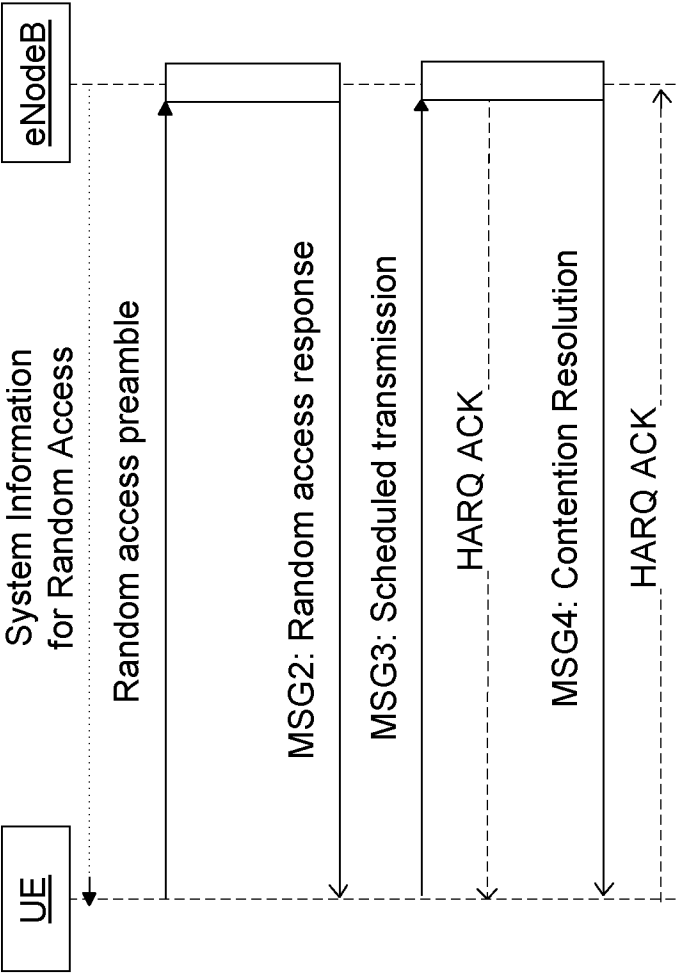 UE
eNodeB
System Information
for Random Access
Random access preamble
MSG2: Random access response
MSG3: Scheduled transmission
HARQ ACK
MSG4: Contention Resolution
HARQ ACK